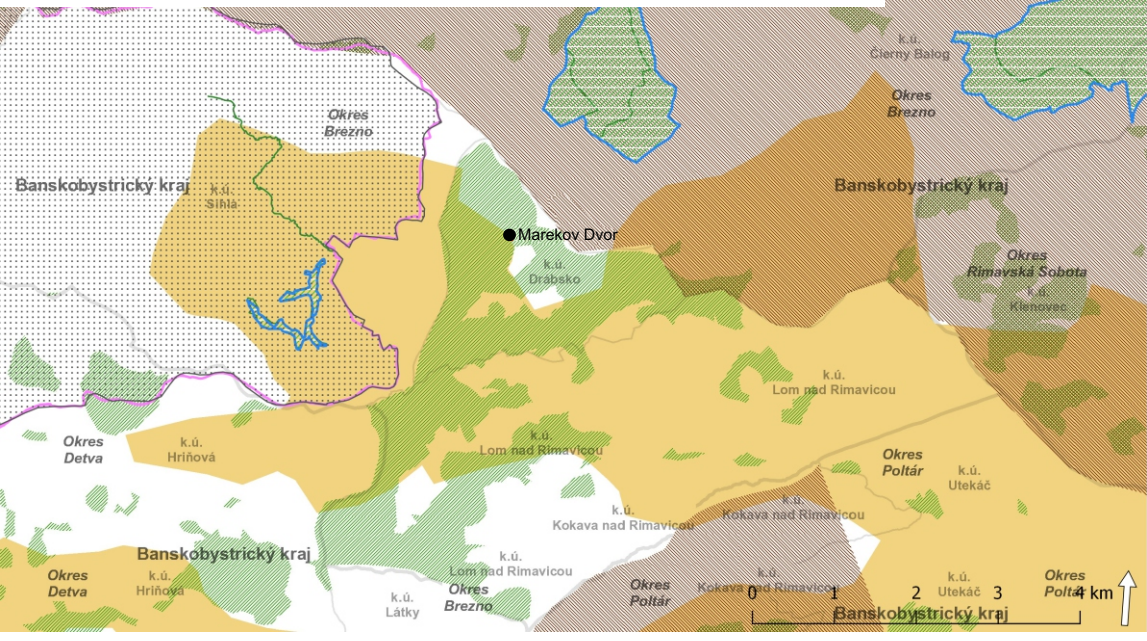 k.ú.
Čierny Balog
Okres
Brezno
Okres
Brezno
Banskobystrický kraj
k.ú.
Sihla
Banskobystrický kraj
Marekov Dvor
k.ú.
Drábsko
Okres
Rimavská Sobota
k.ú.
Klenovec
k.ú.
Lom nad Rimavicou
Okres
Detva
k.ú.
Hriňová
k.ú.
Lom nad Rimavicou
Okres
Poltár
k.ú.
Utekáč
k.ú.
Kokava nad Rimavicou
k.ú.
Kokava nad Rimavicou
Banskobystrický kraj
k.ú.
Lom nad Rimavicou
Okres
Detva
k.ú.
Hriňová
Okres
Brezno
k.ú.
Látky
Okres
Poltár
k.ú.
Kokava nad Rimavicou
k.ú.
Utekáč
Okres
Poltár
0 1 2 3 4 km
Banskobystrický kraj